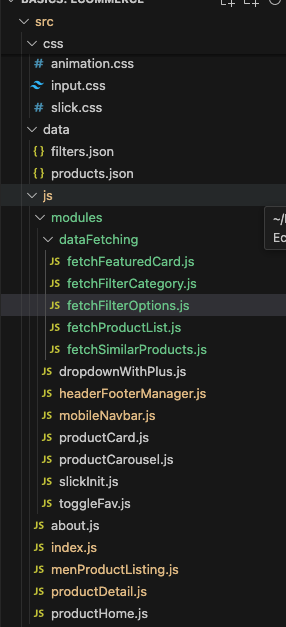 BASICS: ECOMMERCE
src
css
# animation.css
input.css
# slick.css
data
{} filters.json
{} products.json
js
~/
modules
Ec
dataFetching
JS fetchFeaturedCard.js
JS fetchFilterCategory.js
JS fetchFilterOptions.js
JS fetchProductList.js
JS fetchSimilarProducts.js
JS dropdownWithPlus.js
JS headerFooterManager.js
JS mobileNavbar.js
JS productCard.js
JS productCarousel.js
JS slickInit.js
JS toggleFav.js
JS about.js
JS index.js
JS menProductListing.js
JS productDetail.js
JS productHome.js